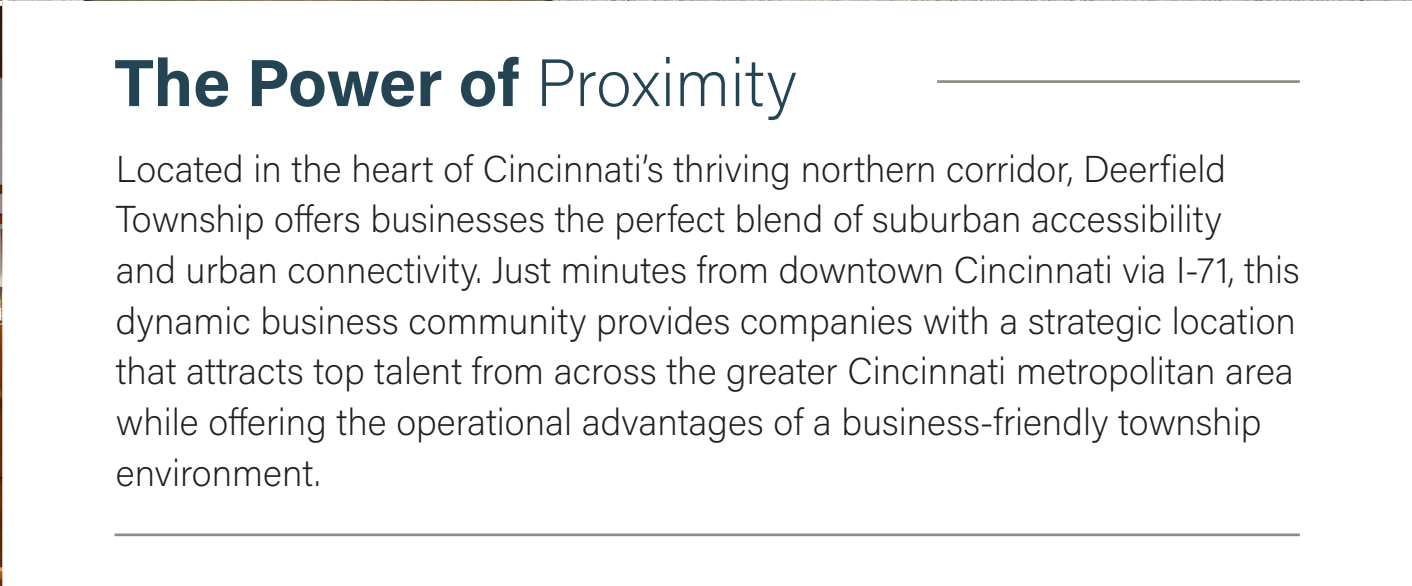 The Power of Proximity
Located in the heart of Cincinnati’s thriving northern corridor, Deerfield
Township offers businesses the perfect blend of suburban accessibility
and urban connectivity. Just minutes from downtown Cincinnati via I-71, this
dynamic business community provides companies with a strategic location
that attracts top talent from across the greater Cincinnati metropolitan area
while offering the operational advantages of a business-friendly township
environment.